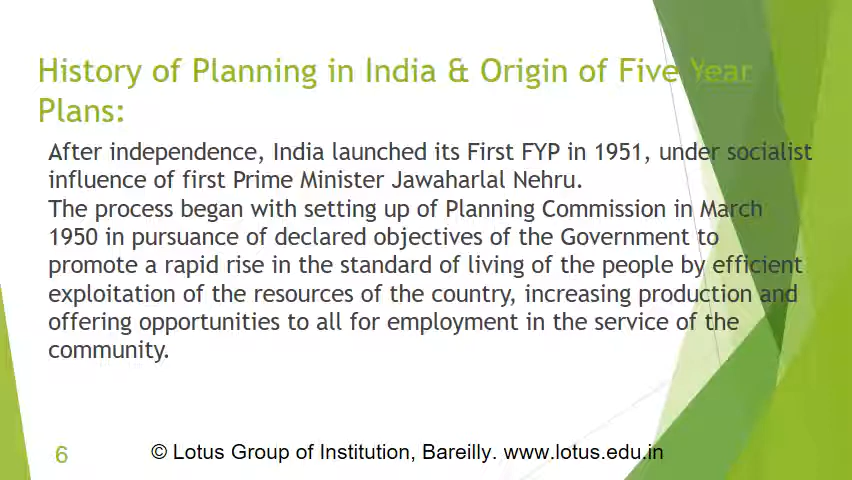 History of Planning in India & Origin of Five Year
Plans:
After independence, India launched its First FYP in 1951, under socialist
influence of first Prime Minister Jawaharlal Nehru.
The process began with setting up of Planning Commission in March
1950 in pursuance of declared objectives of the Government to
promote a rapid rise in the standard of living of the people by efficient
exploitation of the resources of the country, increasing production and
offering opportunities to all for employment in the service of the
community.
6
© Lotus Group of Institution, Bareilly. www.lotus.edu.in